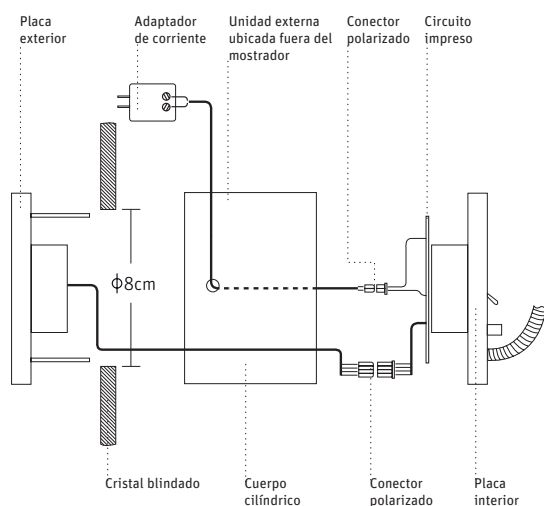 Placa
exterior
Adaptador
de corriente
Unidad externa
ubicada fuera del
mostrador
Conector
polarizado
Circuito
impreso
ϕ8cm
Cristal blindado
Cuerpo
cilíndrico
Conector
polarizado
Placa
interior